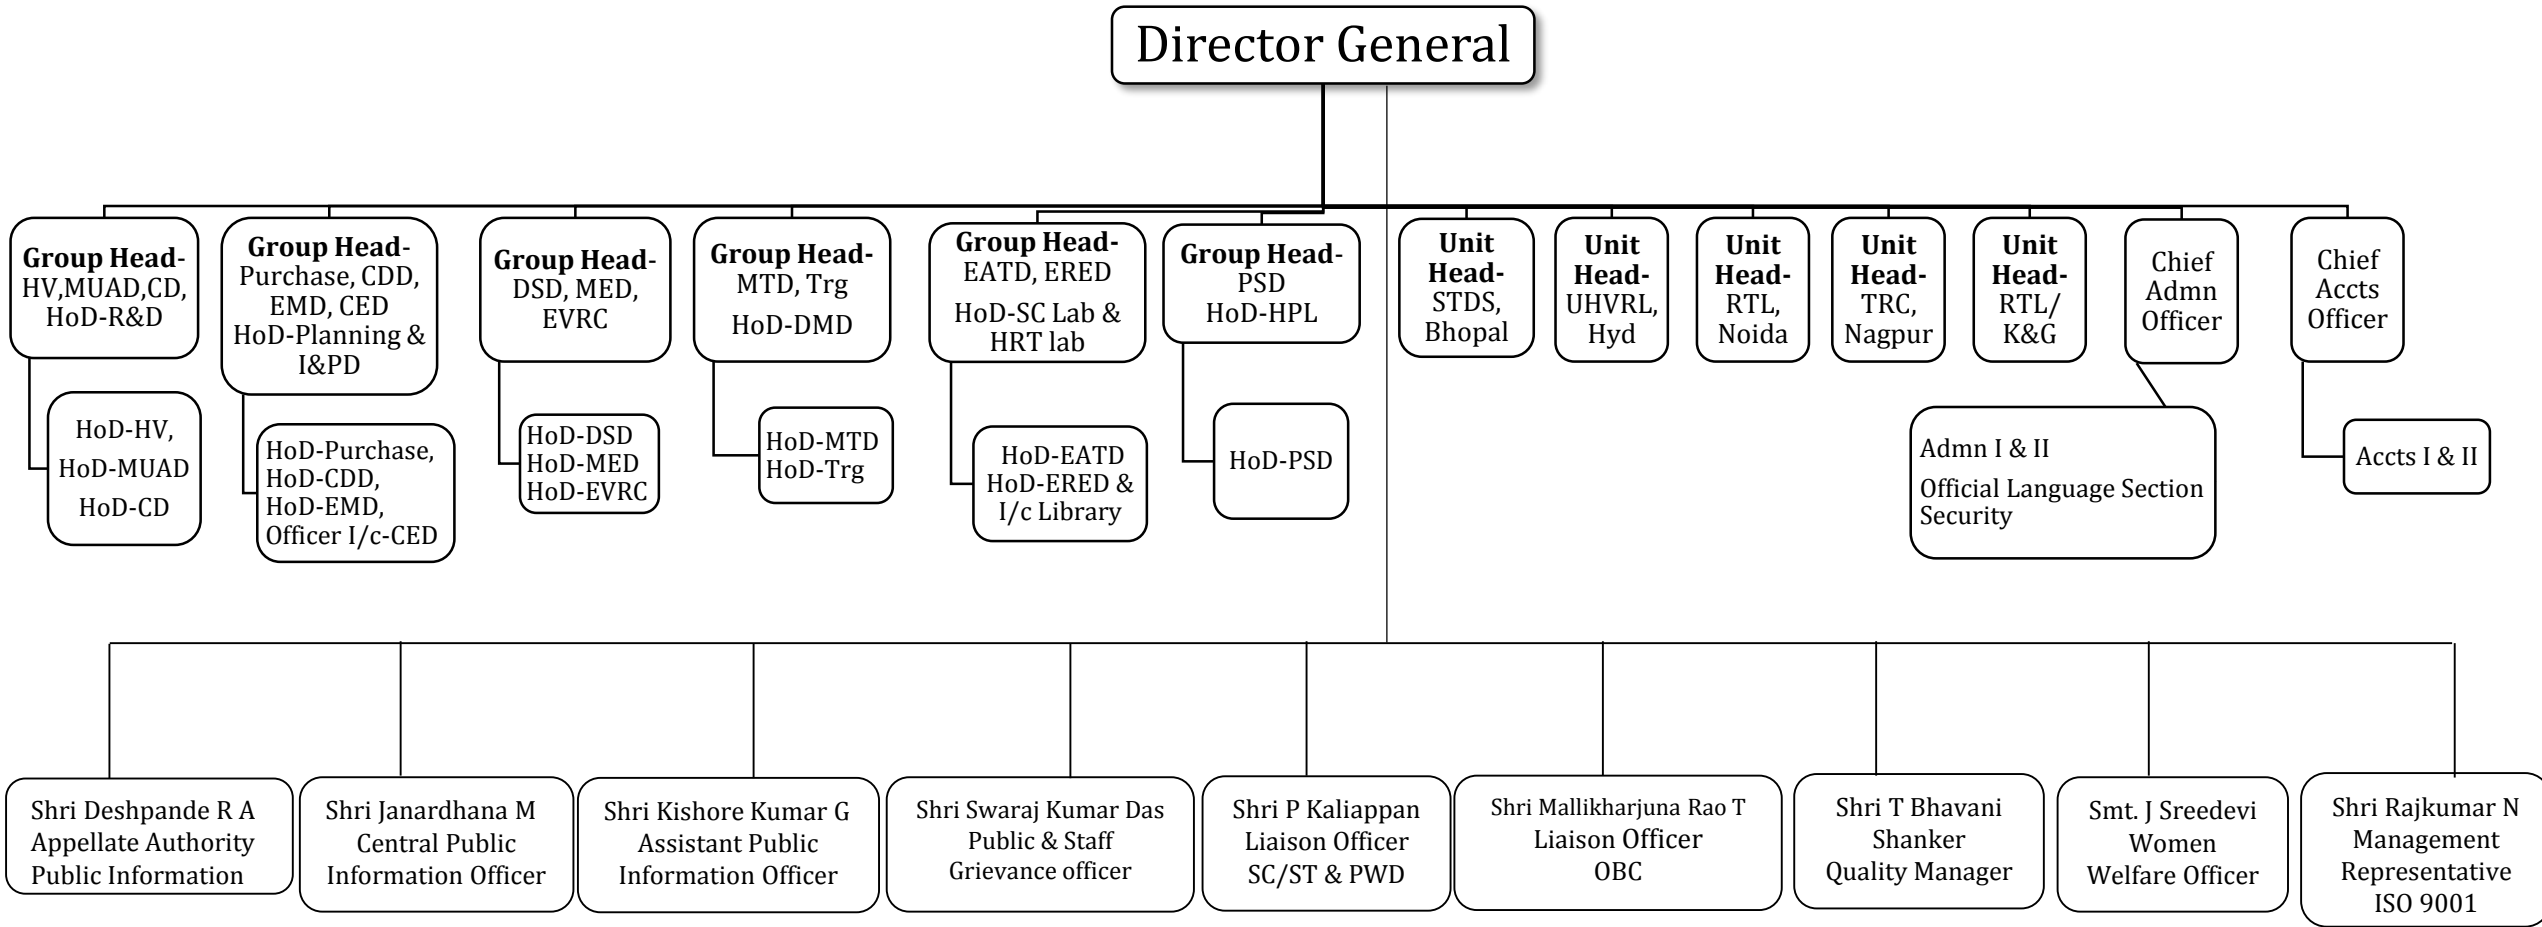 Director General
Group Head-
HV,MUAD,CD,
HoD-R&D
Group Head-
Purchase, CDD,
EMD, CED
HoD-Planning &
I&PD
Group Head-
DSD, MED,
EVRC
Group Head-
MTD, Trg
HoD-DMD
Group Head-
EATD, ERED
HoD-SC Lab &
HRT lab
Group Head-
PSD
HoD-HPL
Unit
Head-
STDS,
Bhopal
Unit
Head-
UHVRL,
Hyd
Unit
Head-
RTL,
Noida
Unit
Head-
TRC,
Nagpur
Unit
Head-
RTL/
K&G
Chief
Admn
Officer
Chief
Accts
Officer
HoD-HV,
HoD-MUAD
HoD-CD
HoD-Purchase,
HoD-CDD,
HoD-EMD,
Officer I/c-CED
HoD-DSD
HoD-MED
HoD-EVRC
HoD-MTD
HoD-Trg
HoD-EATD
HoD-ERED &
I/c Library
HoD-PSD
Admn I & II
Official Language Section
Security
Accts I & II
Shri Deshpande R A
Appellate Authority
Public Information
Shri Janardhana M
Central Public
Information Officer
Shri Kishore Kumar G
Assistant Public
Information Officer
Shri Swaraj Kumar Das
Public & Staff
Grievance officer
Shri P Kaliappan
Liaison Officer
SC/ST & PWD
Shri Mallikharjuna Rao T
Liaison Officer
OBC
Shri T Bhavani
Shanker
Quality Manager
Smt. J Sreedevi
Women
Welfare Officer
Shri Rajkumar N
Management
Representative
ISO 9001